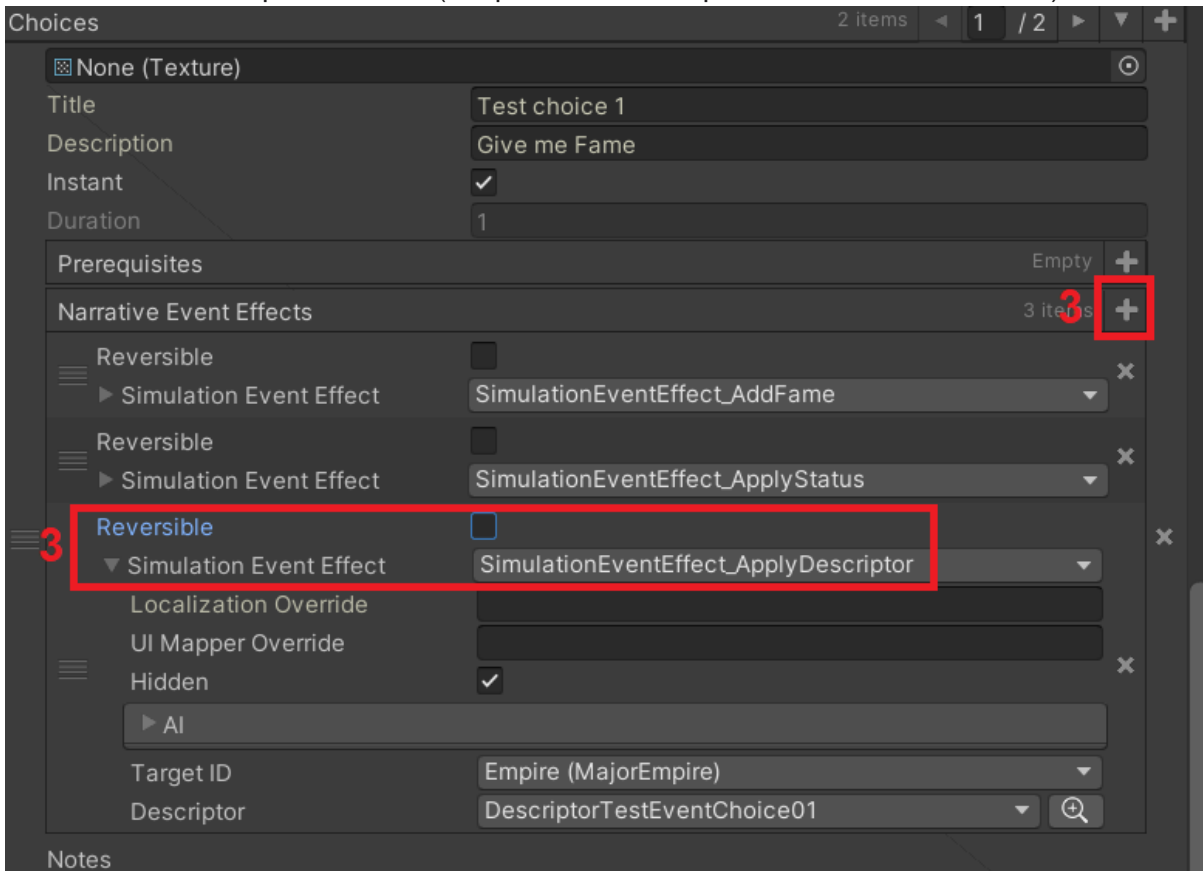 Choices 2 items 1 / 2
None (Texture)
Title Test choice 1
Description Give me Fame
Instant
Duration 1
Prerequisites Empty
Narrative Event Effects 3 items 3
Reversible
Simulation Event Effect SimulationEventEffect_AddFame
Reversible
Simulation Event Effect SimulationEventEffect_ApplyStatus
Reversible
3
Simulation Event Effect SimulationEventEffect_ApplyDescriptor
Localization Override
UI Mapper Override
Hidden
AI
Target ID Empire (MajorEmpire)
Descriptor DescriptorTestEventChoice01
Notes